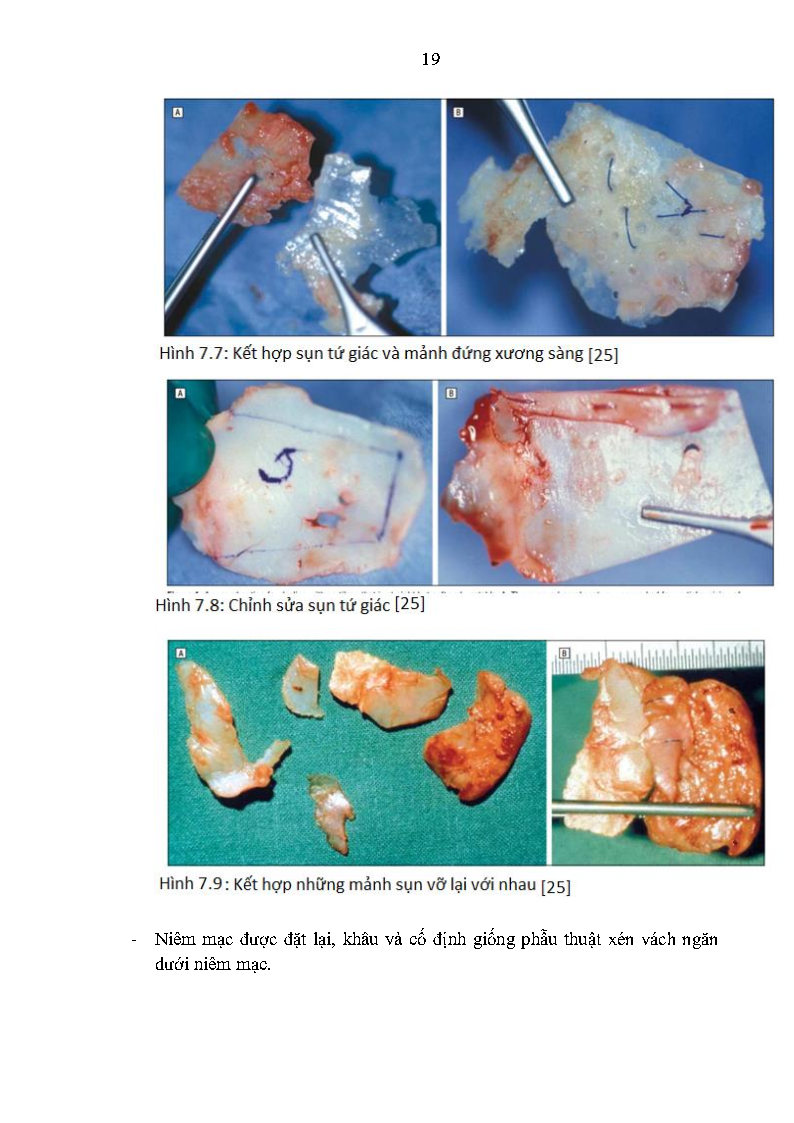 19
A
B
Hình 7.7: Kết hợp sụn tứ giác và mảnh đứng xương sàng [25]
A
B
Hình 7.8: Chỉnh sửa sụn tứ giác [25]
A
B
Hình 7.9: Kết hợp những mảnh sụn vỡ lại với nhau [25]
- Niêm mạc được đặt lại, khâu và cố định giống phẫu thuật xén vách ngăn
dưới niêm mạc.